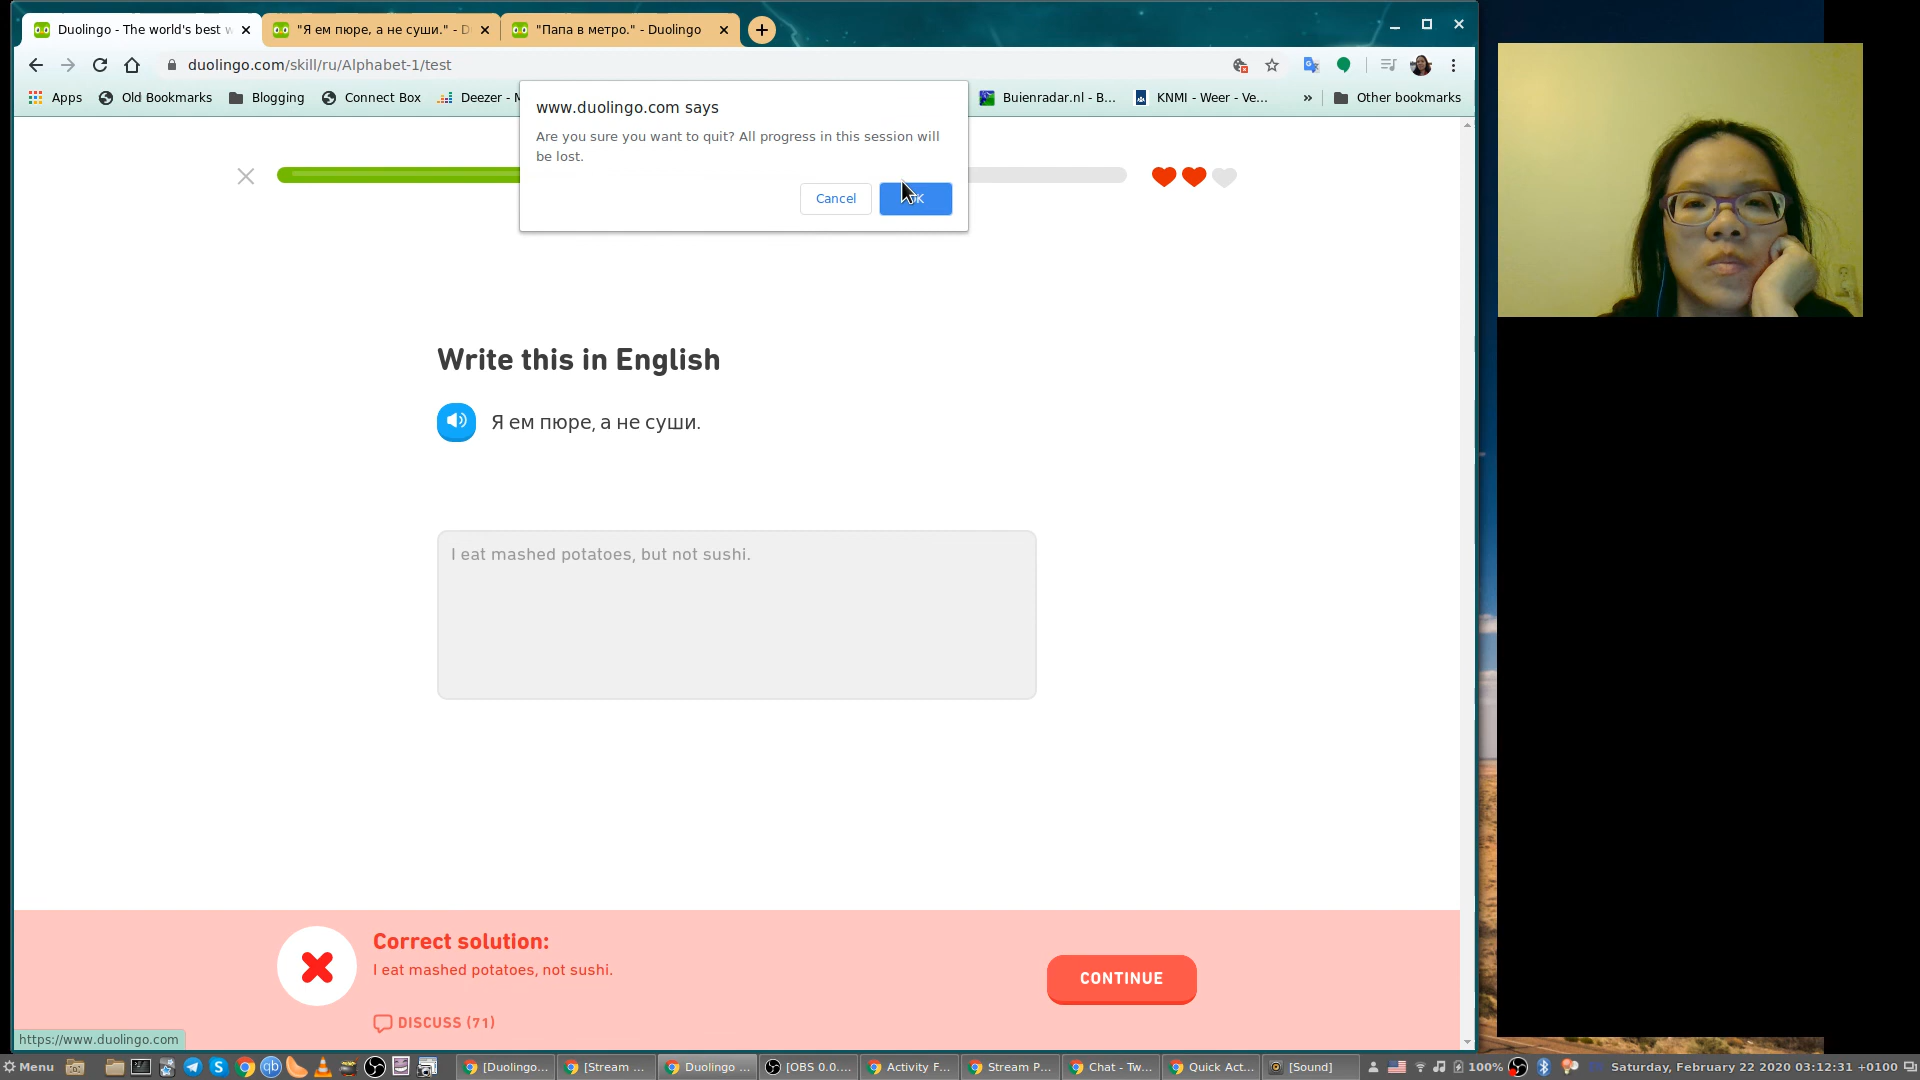 Duolingo - The world's best w
"Я ем пюре, а не суши." - D
"Папа в метро." - Duolingo
duolingo.com/skill/ru/Alphabet-1/test
Apps
Old Bookmarks
Blogging
Connect Box
Deezer - M
Buienradar.nl - B...
KNMI - Weer - Ve...
»
Other bookmarks
www.duolingo.com says
Are you sure you want to quit? All progress in this session will
be lost.
Cancel
Write this in English
Я ем пюре, а не суши.
I eat mashed potatoes, but not sushi.
Correct solution:
I eat mashed potatoes, not sushi.
CONTINUE
DISCUSS (71)
https://www.duolingo.com
Menu
qb
[Duolingo...
[Stream ...
Duolingo ...
[OBS 0.0....
Activity F...
Stream P...
Chat - Tw...
Quick Act...
[Sound]
100%
Saturday, February 22 2020 03:12:31 +0100